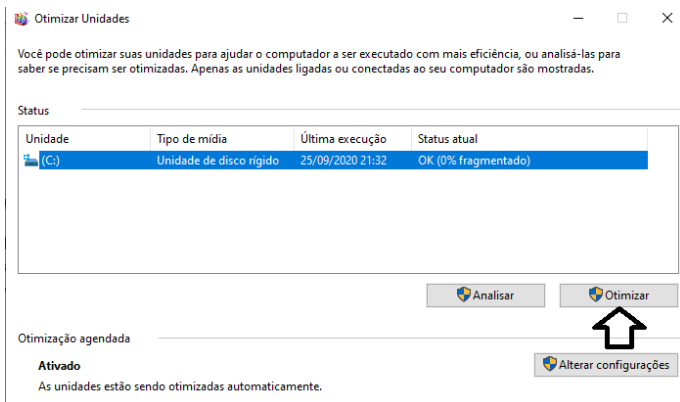 Otimizar Unidades
Você pode otimizar suas unidades para ajudar o computador a ser executado com mais eficiência, ou analisá-las para
saber se precisam ser otimizadas. Apenas as unidades ligadas ou conectadas ao seu computador são mostradas.
Status
Unidade Tipo de mídia Última execução Status atual
(C:) Unidade de disco rígido 25/09/2020 21:32 OK (0% fragmentado)
Analisar Otimizar
Otimização agendada
Ativado Alterar configurações
As unidades estão sendo otimizadas automaticamente.